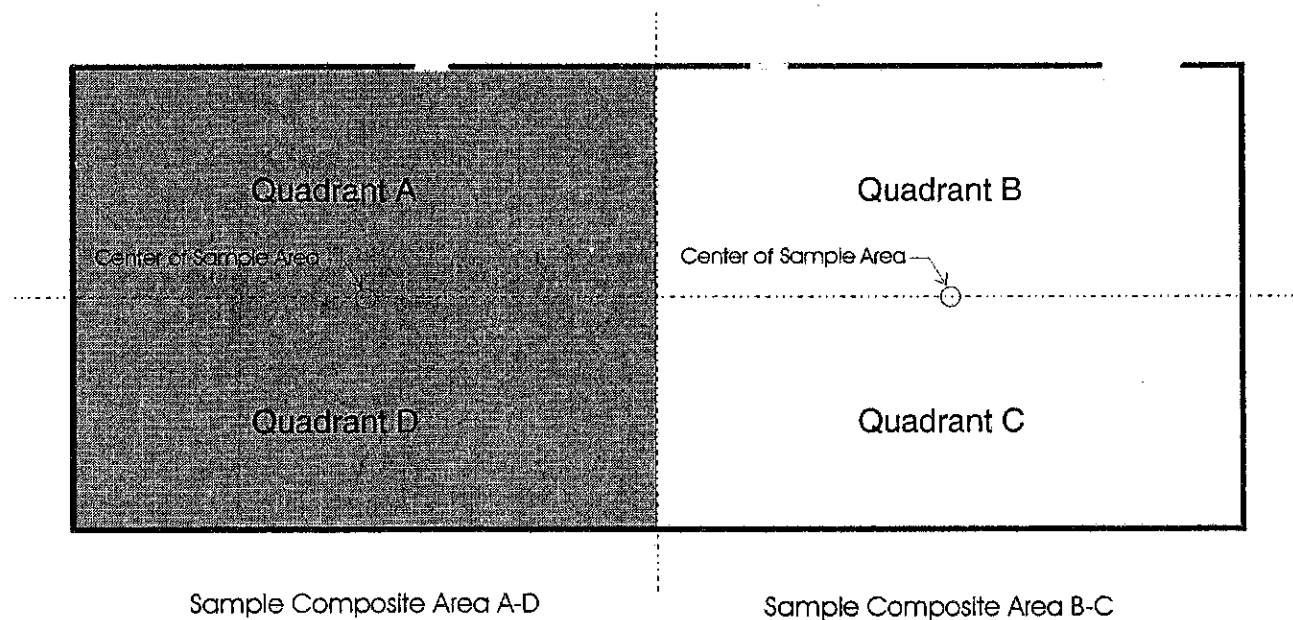 Quadrant A
Quadrant B
Center of Sample Area
Center of Sample Area
Quadrant D
Quadrant C
Sample Composite Area A-D
Sample Composite Area B-C